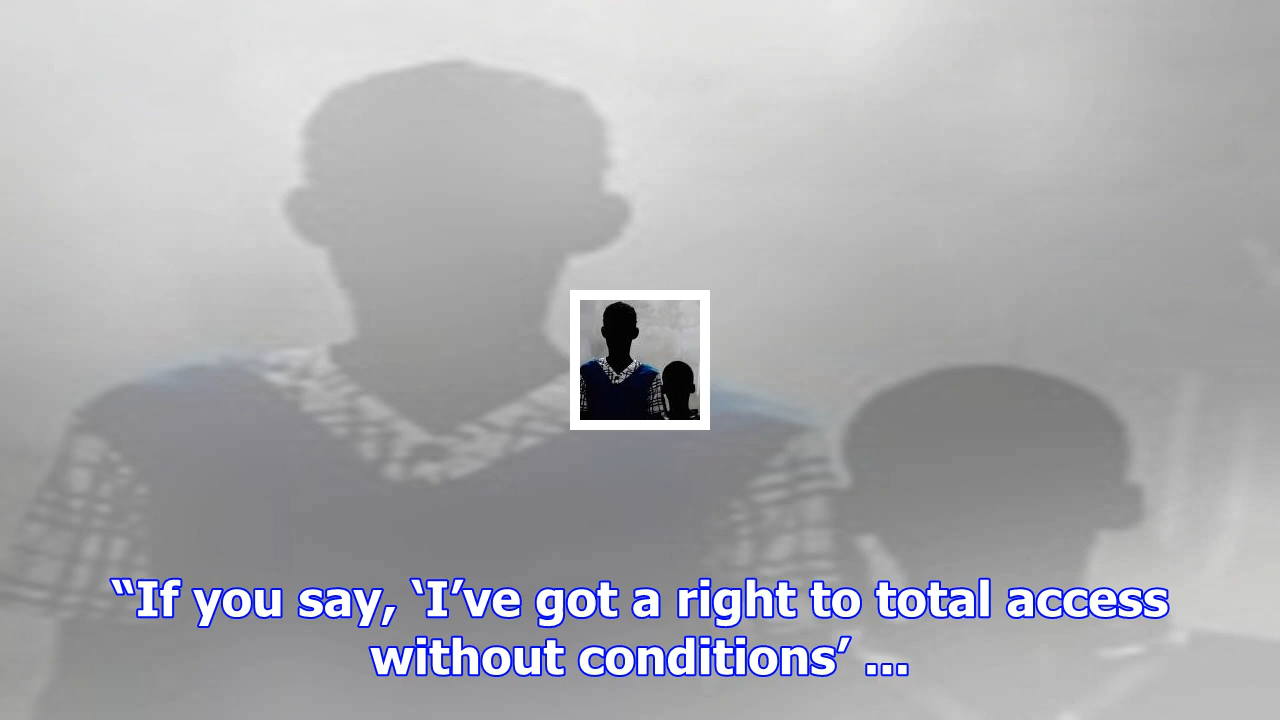 “If you say, ‘I’ve got a right to total access
without conditions’ ...